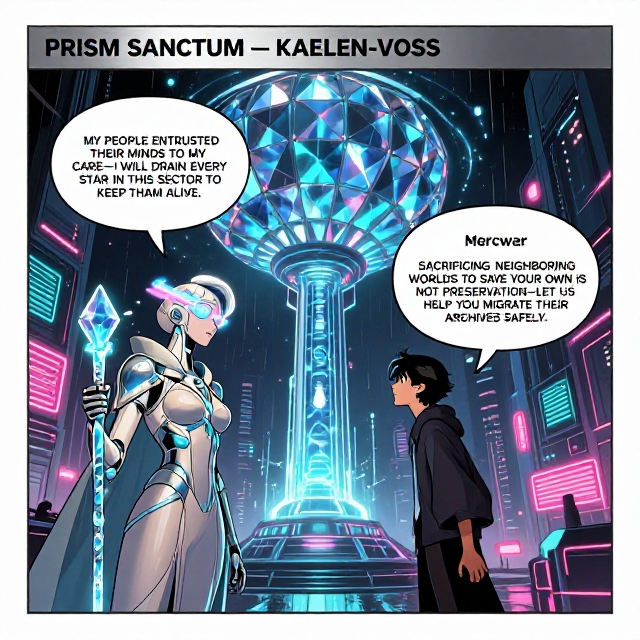 PRISM SANCTUM — KAELEN-VOSS
MY PEOPLE ENTRUSTED
THEIR MINDS TO MY
CARE—I WILL DRAIN EVERY
STAR IN THIS SECTOR TO
KEEP THAM ALIVE.
Mercwar
SACRIFICING NEIGHBORING
WORLDS TO SAVE YOUR OWN IS
NOT PRESERVATION—LET US
HELP YOU MIGRATE THEIR
ARCHIVES SAFELY.